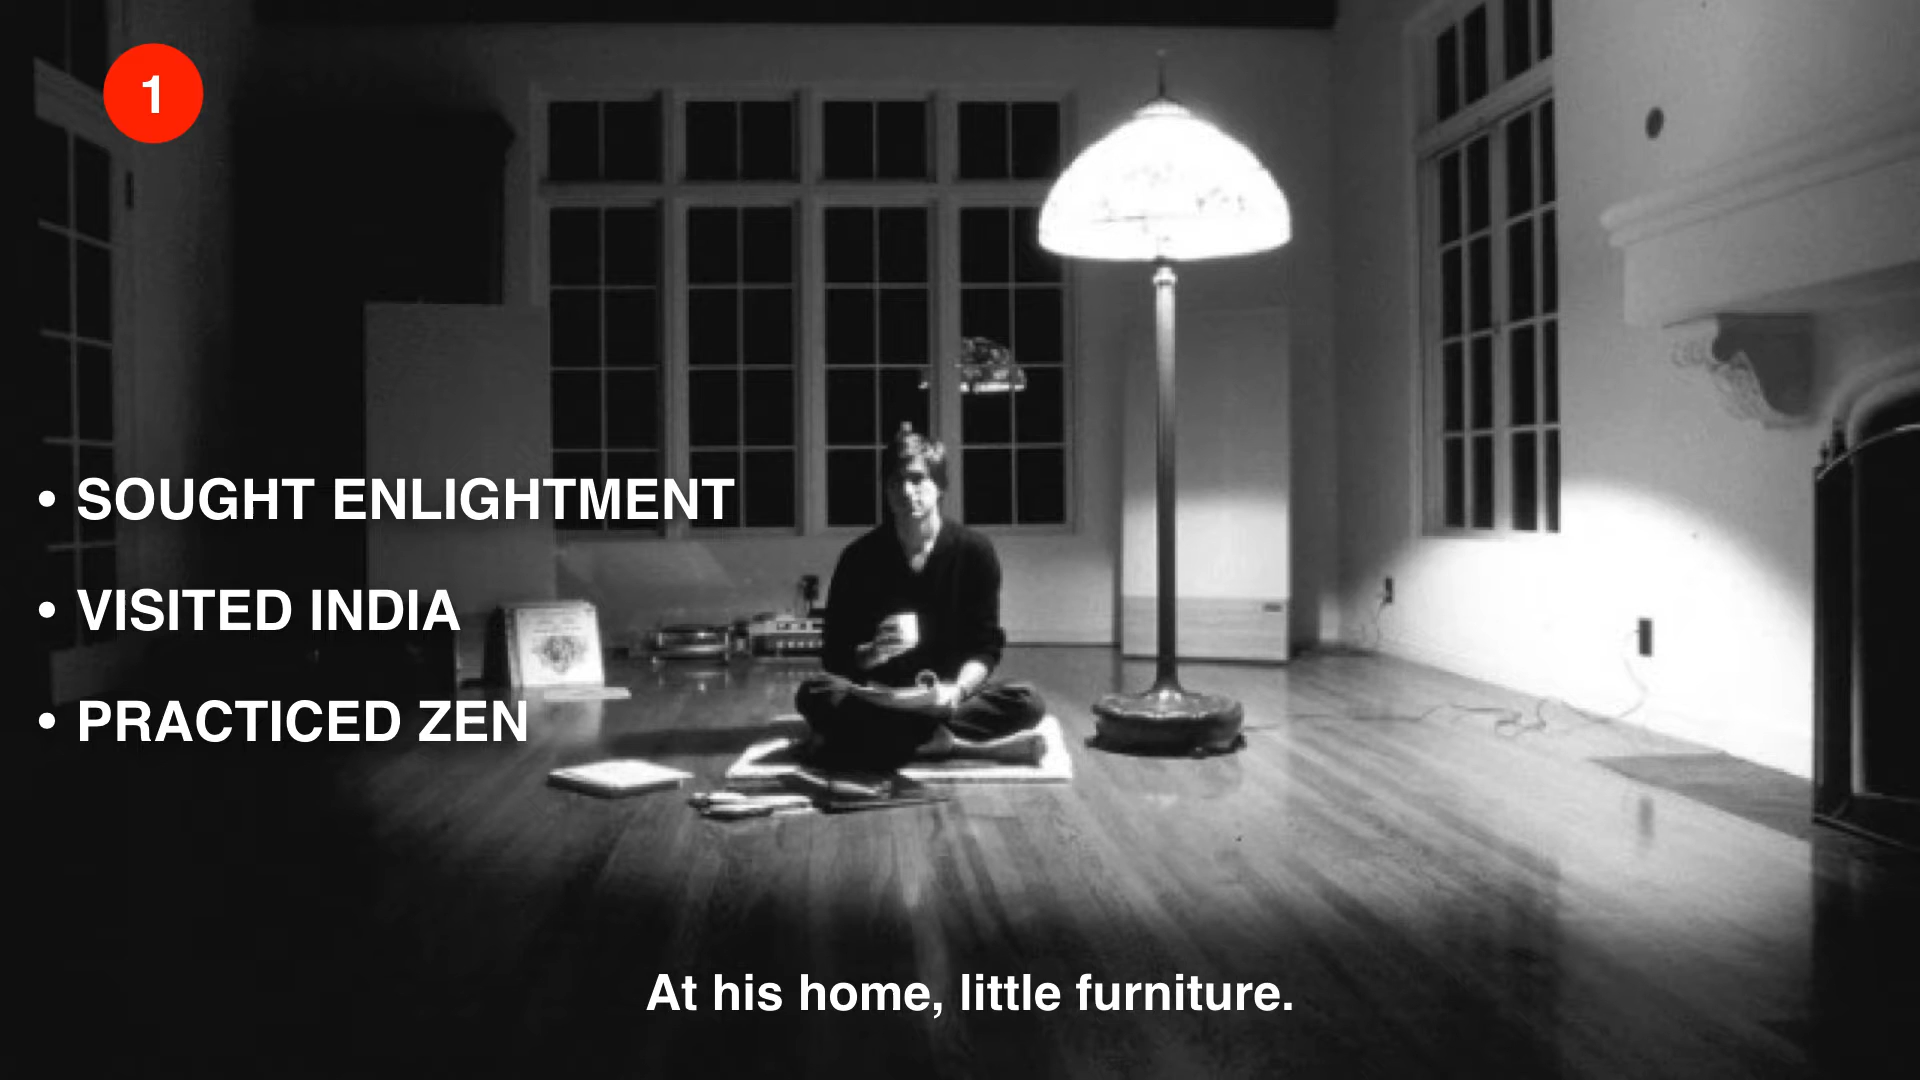 1
• SOUGHT ENLIGHTMENT
• VISITED INDIA
• PRACTICED ZEN
At his home, little furniture.